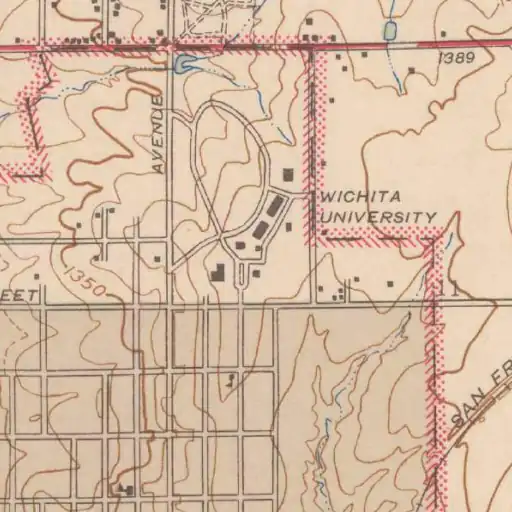 1389
AVENUE
WICHITA
UNIVERSITY
1350
EET
11
SAN FR